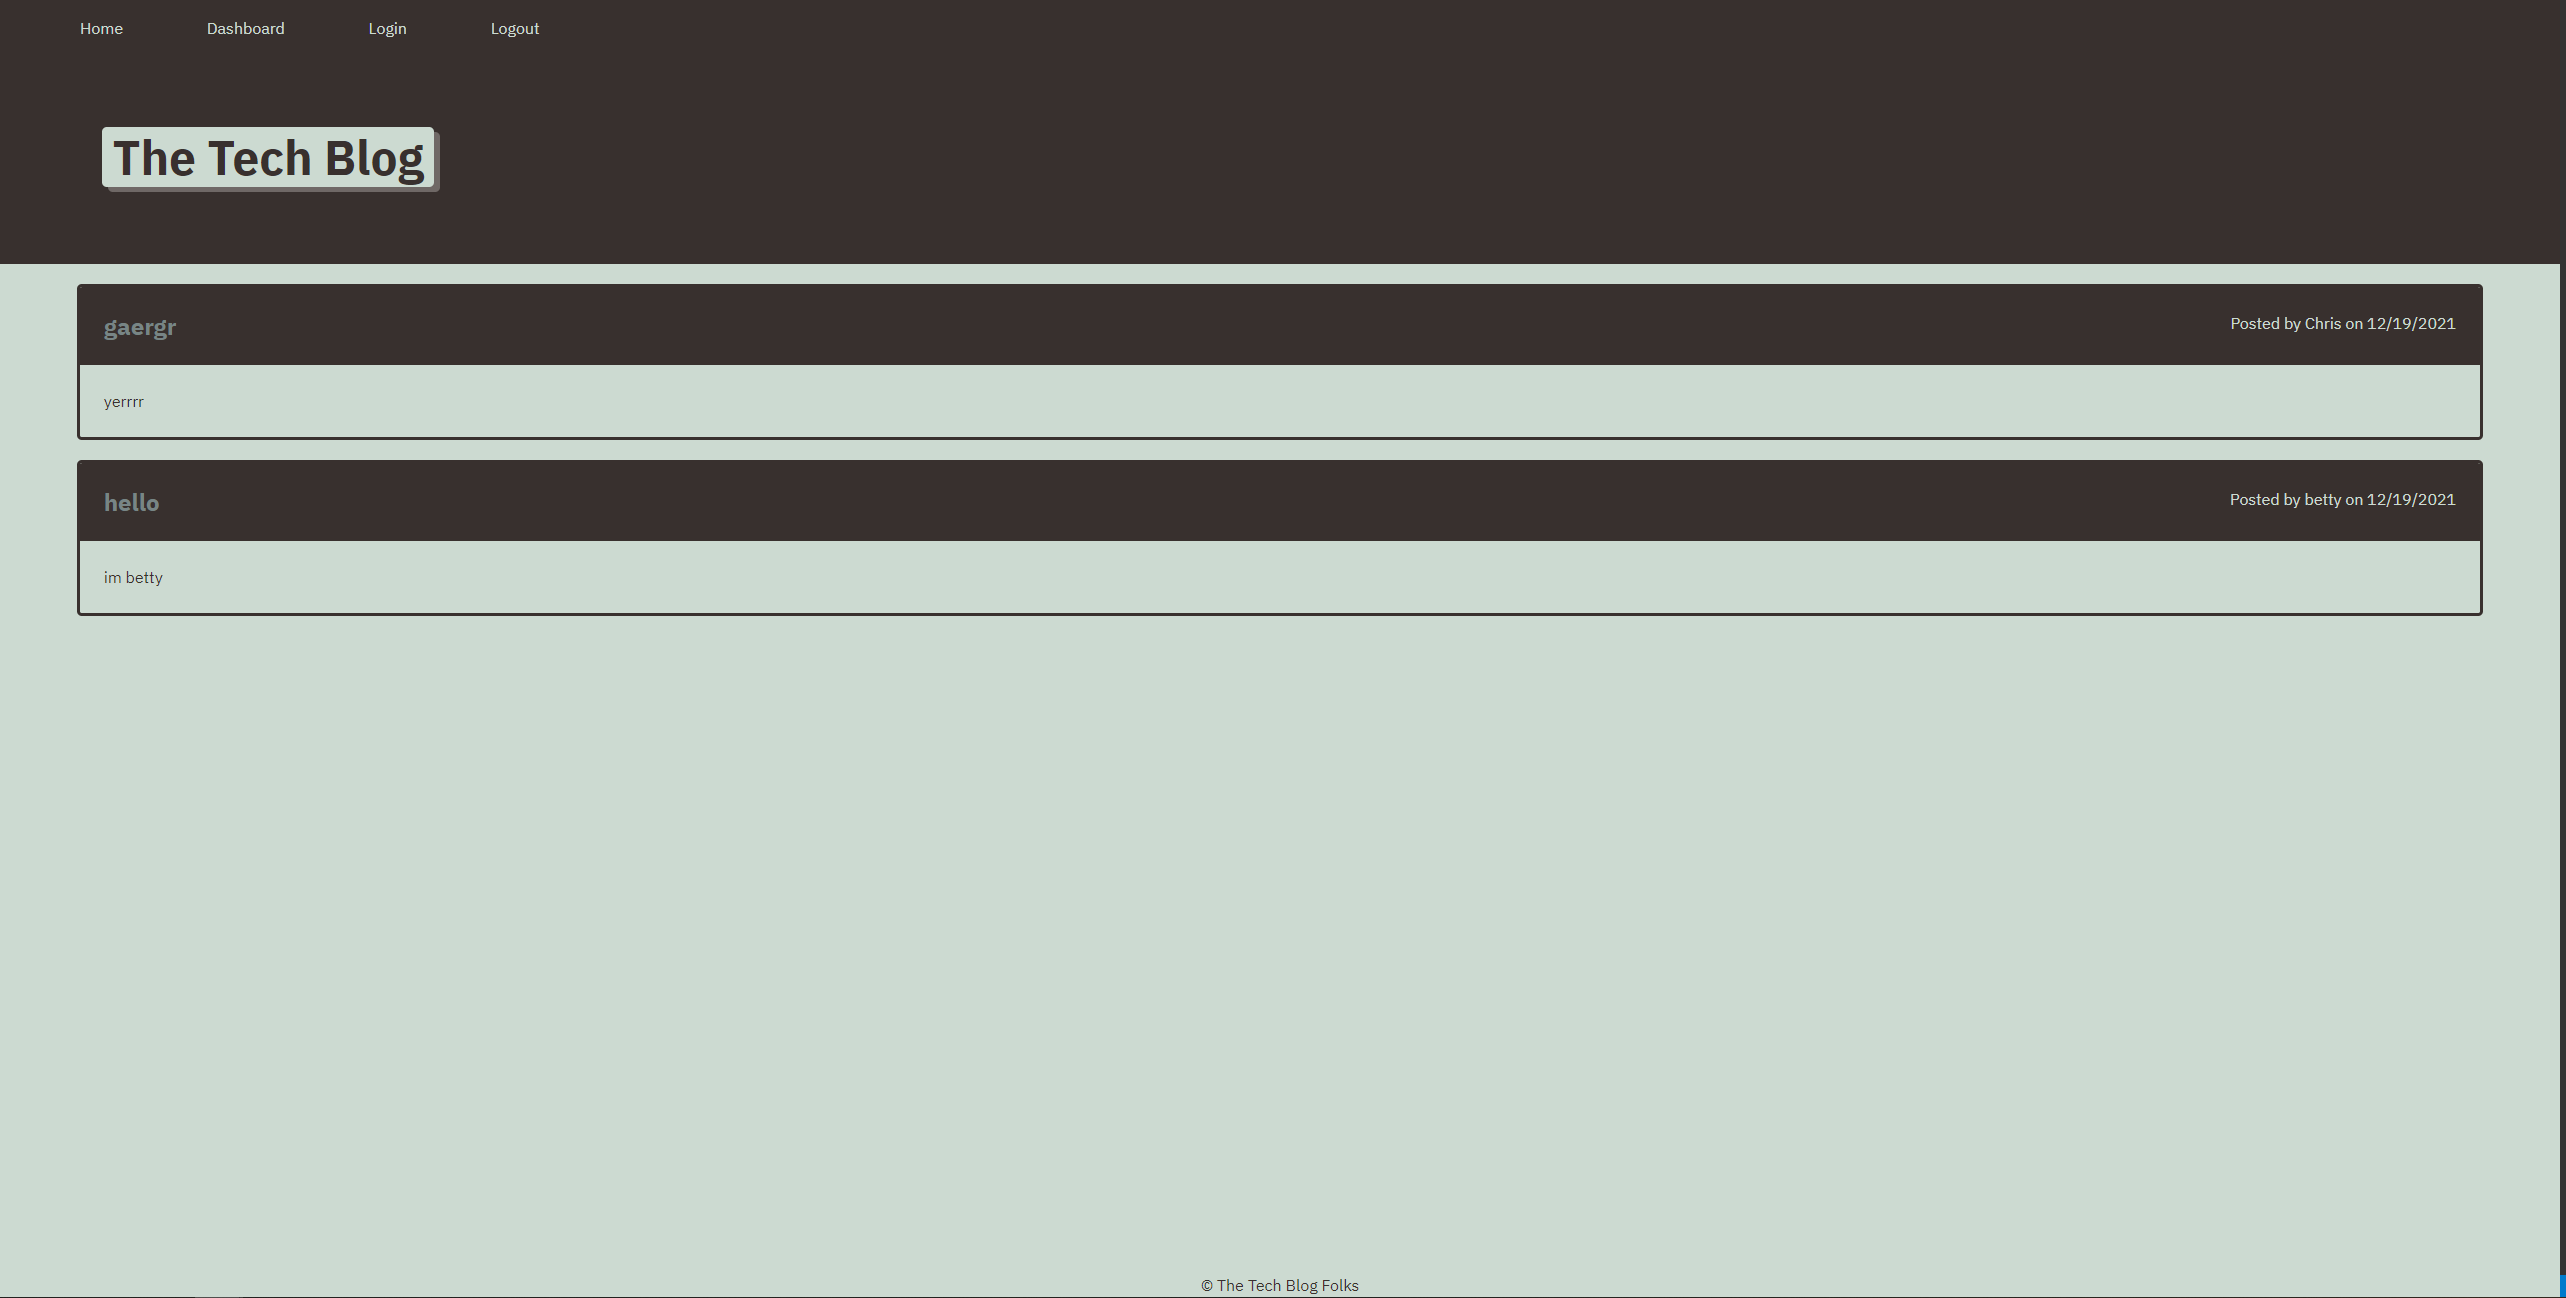 Home Dashboard Login Logout
The Tech Blog
gaergr Posted by Chris on 12/19/2021
yerrrr
hello Posted by betty on 12/19/2021
im betty
© The Tech Blog Folks